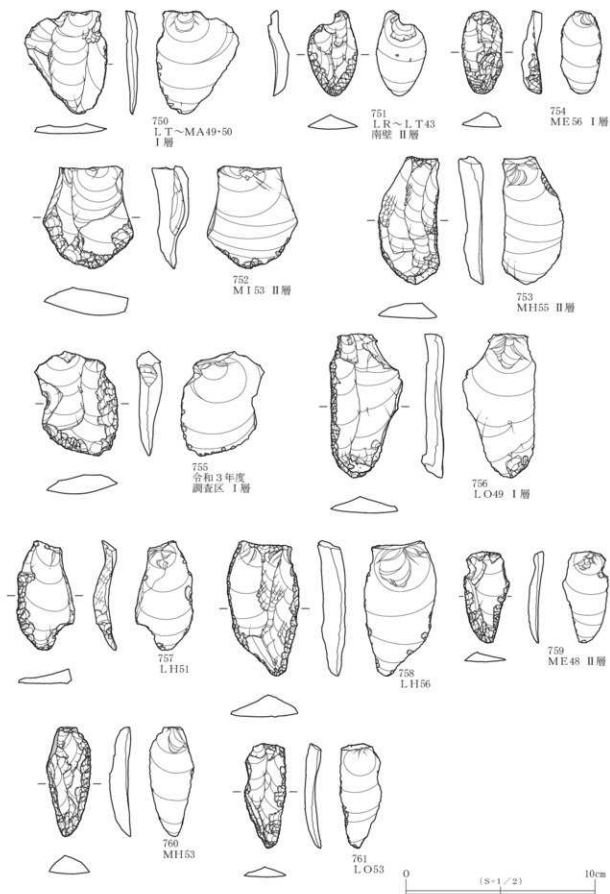 750
LT～MA49・50
Ⅰ層
751
LR～LT43
南壁 Ⅱ層
754
ME56 Ⅰ層
752
MI53 Ⅱ層
753
MH55 Ⅱ層
755
令和3年度
調査区 Ⅰ層
756
LO49 Ⅰ層
757
LH51
758
LH56
759
ME48 Ⅱ層
760
MH53
761
LO53
0 (S=1/2) 10cm